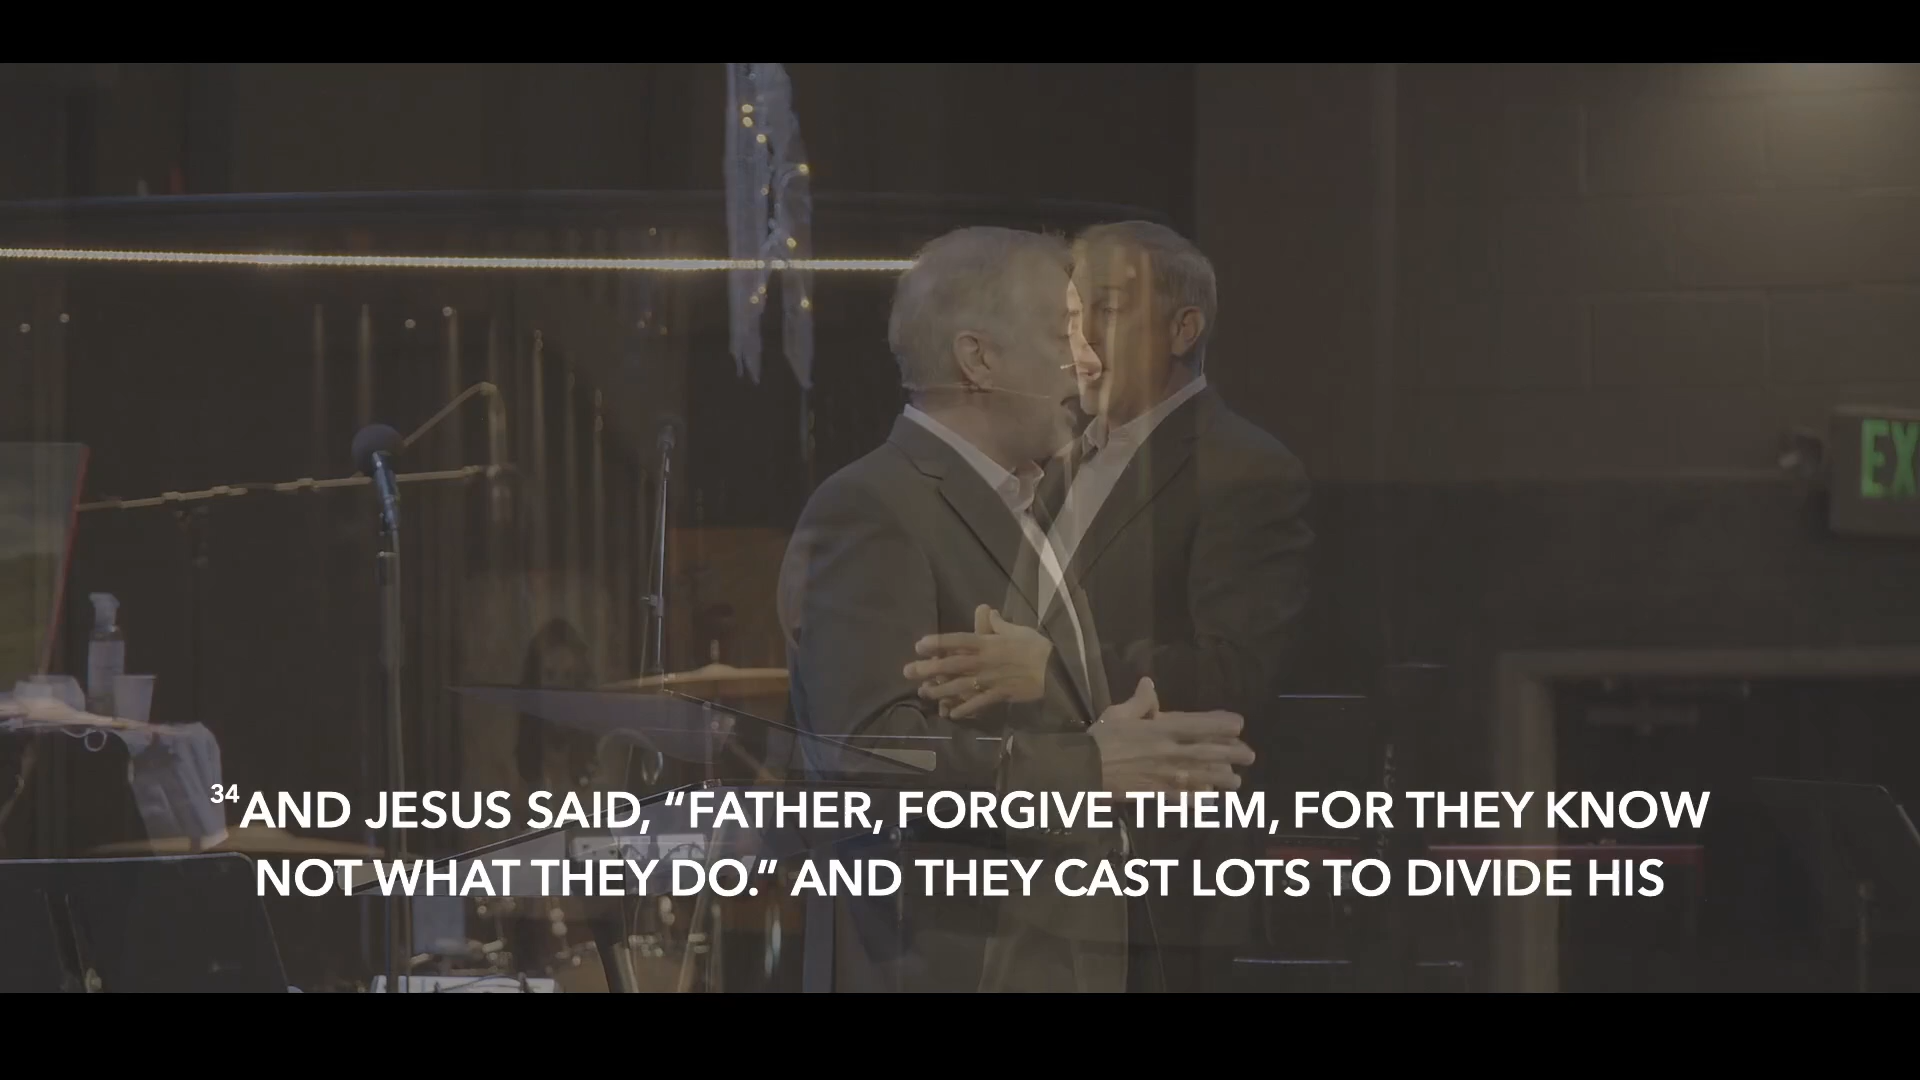 ³⁴AND JESUS SAID, “FATHER, FORGIVE THEM, FOR THEY KNOW
NOT WHAT THEY DO.” AND THEY CAST LOTS TO DIVIDE HIS
EX